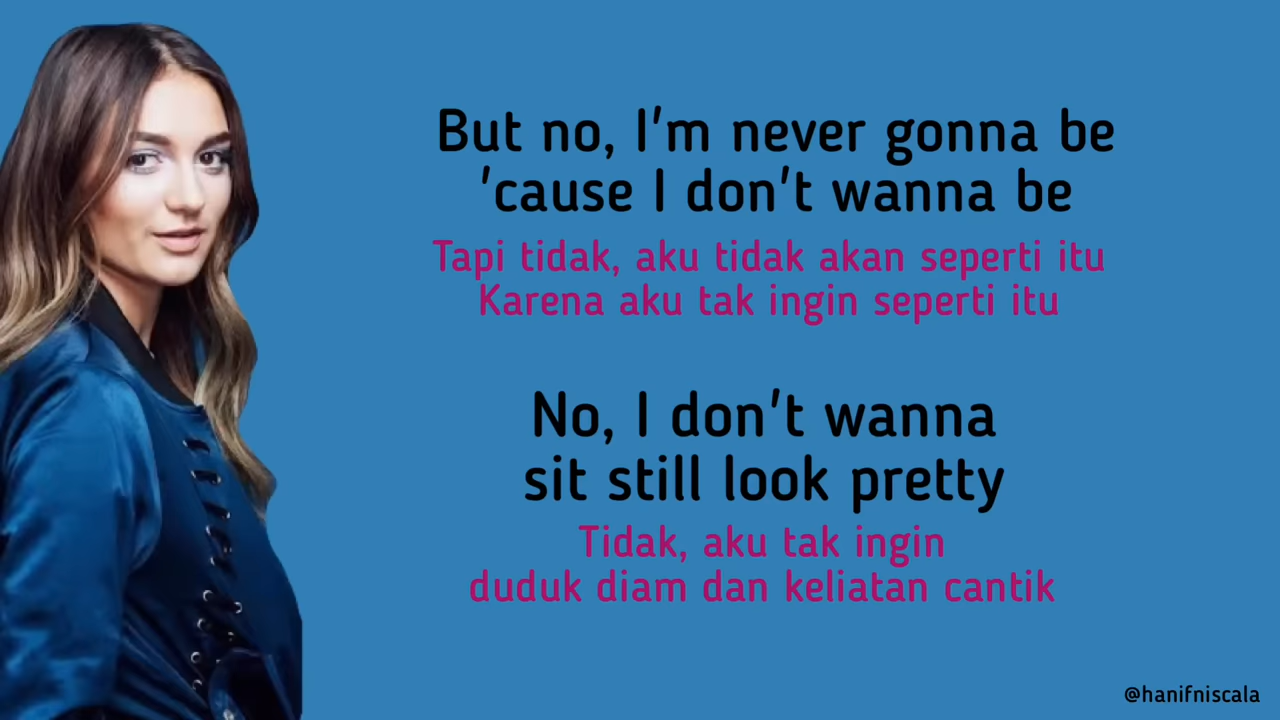 But no, I'm never gonna be
'cause I don't wanna be
Tapi tidak, aku tidak akan seperti itu
Karena aku tak ingin seperti itu
No, I don't wanna
sit still look pretty
Tidak, aku tak ingin
duduk diam dan keliatan cantik
@hanifniscala